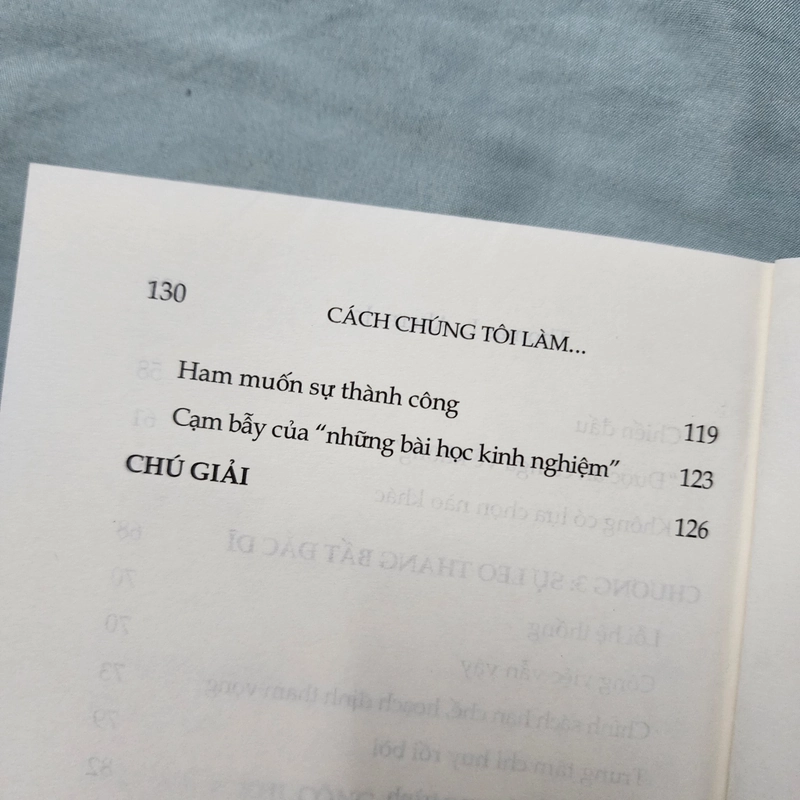 130
CÁCH CHÚNG TÔI LÀM...
Ham muốn sự thành công 119
Cạm bẫy của “những bài học kinh nghiệm” 123
CHÚ GIẢI 126